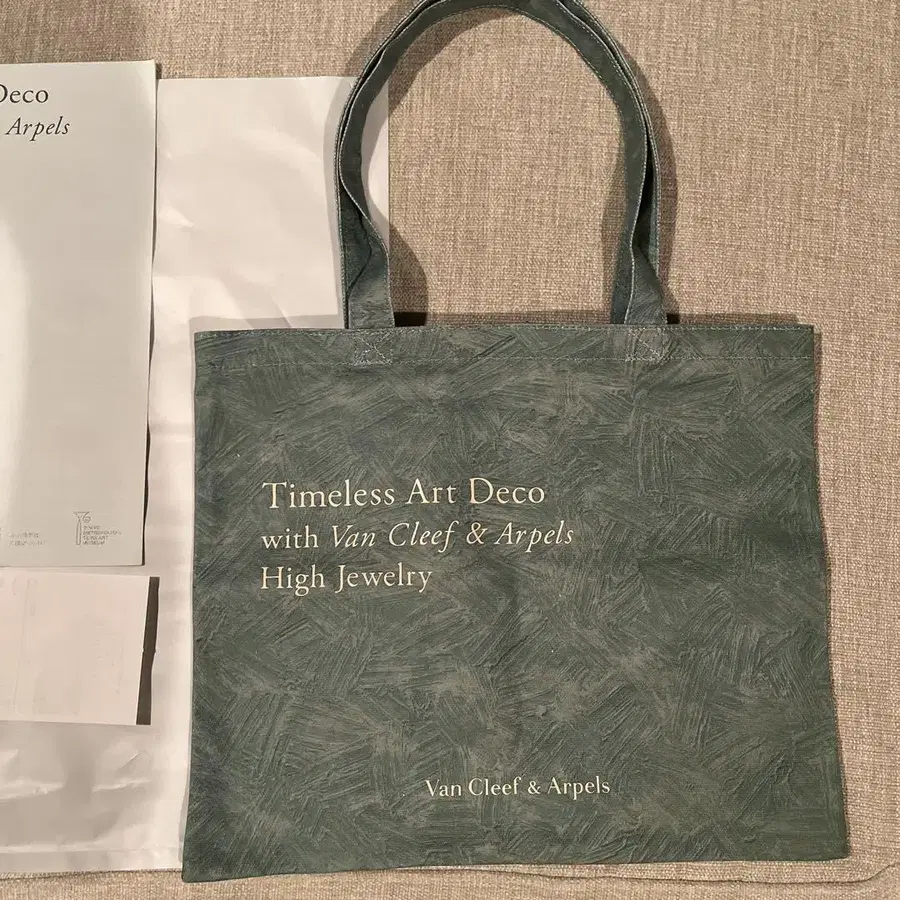 Deco
Arpels
Timeless Art Deco
with Van Cleef & Arpels
High Jewelry
Van Cleef & Arpels